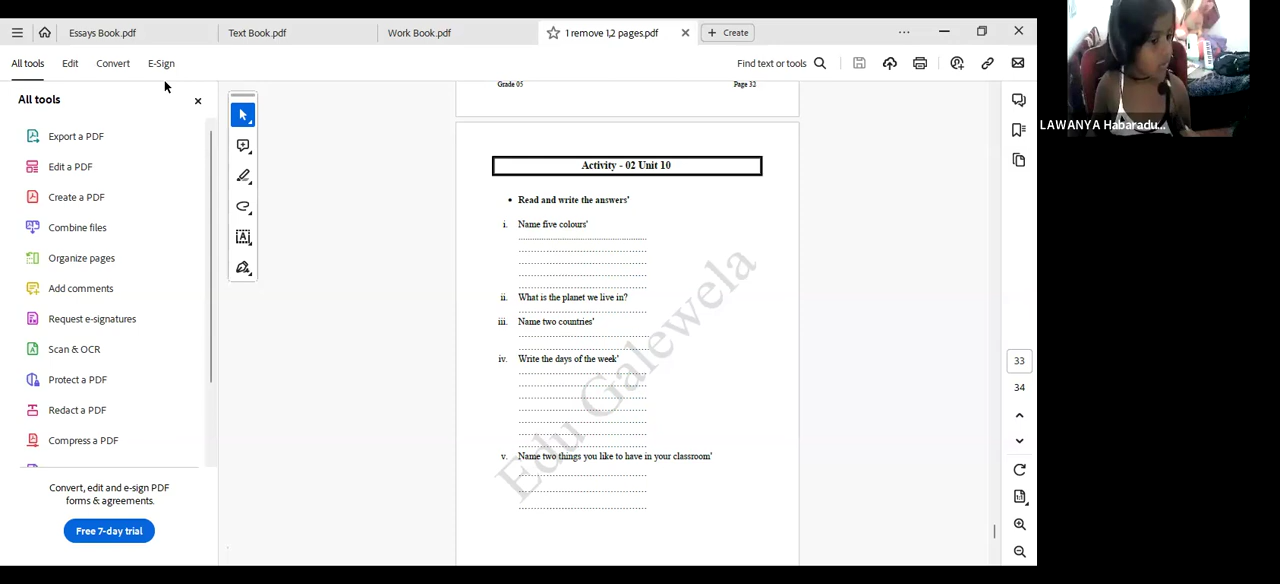 Essays Book.pdf
Text Book.pdf
Work Book.pdf
1 remove 1,2 pages.pdf
Create
All tools
Edit
Convert
E-Sign
Find text or tools
LAWANYA Habaradu...
All tools
Export a PDF
Edit a PDF
Create a PDF
Combine files
Organize pages
Add comments
Request e-signatures
Scan & OCR
Protect a PDF
Redact a PDF
Compress a PDF
Convert, edit and e-sign PDF
forms & agreements.
Free 7-day trial
Grade 05
Page 32
Activity - 02 Unit 10
• Read and write the answers'
i. Name five colours'
ii. What is the planet we live in?
iii. Name two countries'
iv. Write the days of the week'
v. Name two things you like to have in your classroom'
Edu Galewela
33
34